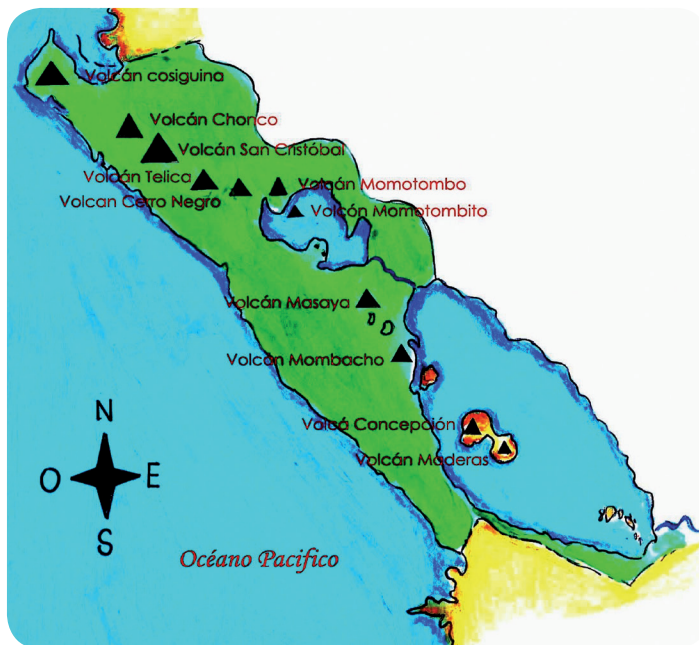 Volcán cosiguina
Volcán Chonco
Volcán San Cristóbal
Volcán Telica
Volcán Momotombo
Volcan Cerro Negro
Volcón Momotombito
Volcán Masaya
Volcán Mombacho
Volcá Concepción
Volcán Maderas
N
O
E
S
Océano Pacifico